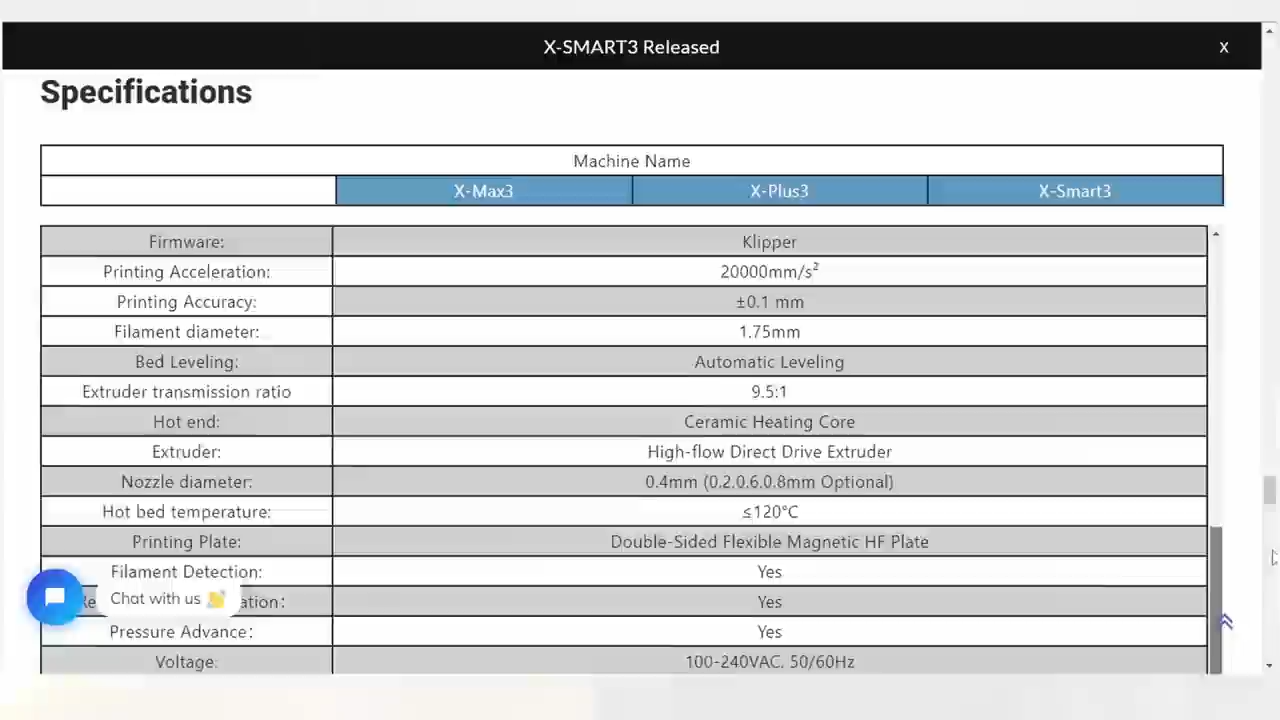 X-SMART3 Released
X
Specifications
Machine Name
X-Max3 X-Plus3 X-Smart3
Firmware: Klipper
Printing Acceleration: 20000mm/s²
Printing Accuracy: ±0.1 mm
Filament diameter: 1.75mm
Bed Leveling: Automatic Leveling
Extruder transmission ratio 9.5:1
Hot end: Ceramic Heating Core
Extruder: High-flow Direct Drive Extruder
Nozzle diameter: 0.4mm (0.2.0.6.0.8mm Optional)
Hot bed temperature: ≤120°C
Printing Plate: Double-Sided Flexible Magnetic HF Plate
Filament Detection: Yes
Chat with us 👋
Yes
Pressure Advance: Yes
Voltage: 100-240VAC. 50/60Hz